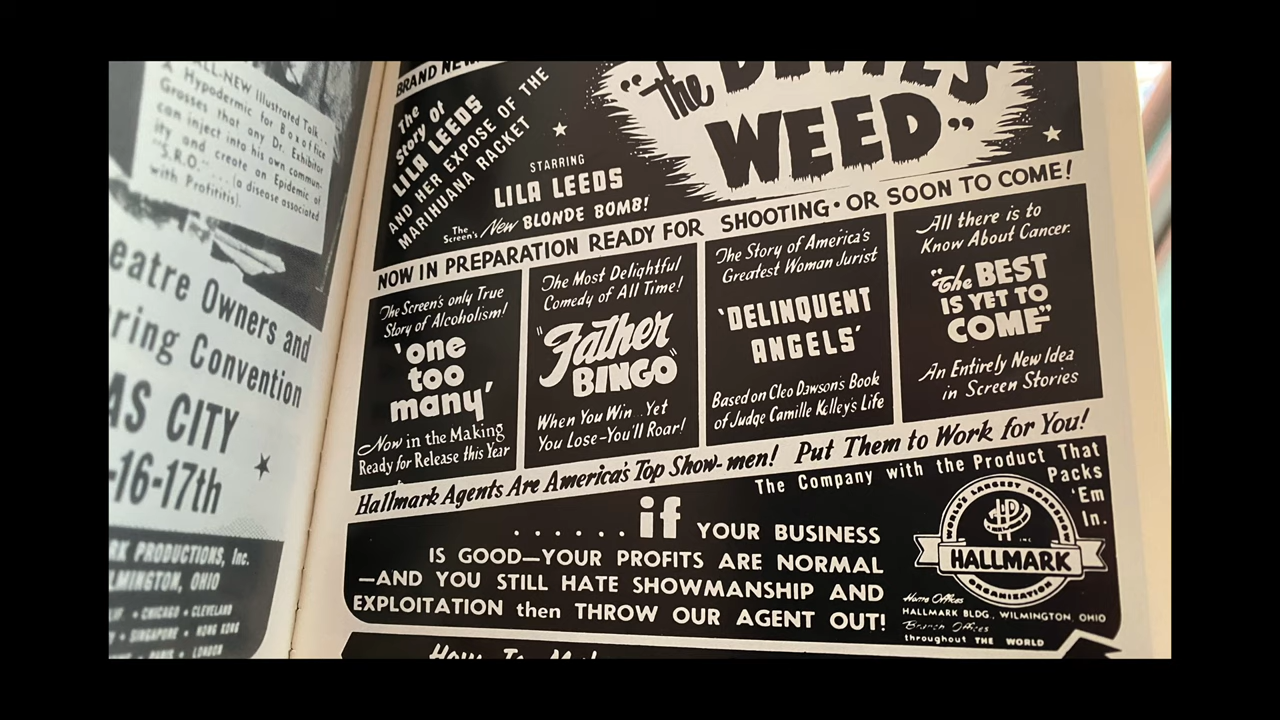 ALL-NEW Illustrated Talk...
A Hypodermic for Boxoffice
Grosses that any Dr. Exhibitor
can inject into his own commun-
ity and create an Epidemic of
"S.R.O." ... (a disease associated
with Profititis).
eatre Owners and
ring Convention
AS CITY
-16-17th
RK PRODUCTIONS, Inc.
LMINGTON, OHIO
• CHICAGO • CLEVELAND
• SINGAPORE • HONG KONG
• PARIS • LONDON
BRAND NEW
The
Story of
LILA LEEDS
AND HER EXPOSE OF THE
MARIHUANA RACKET
STARRING
LILA LEEDS
The Screen's New BLONDE BOMB!
"the DEVIL'S
WEED"
NOW IN PREPARATION READY FOR SHOOTING • OR SOON TO COME!
The Screen's only True
Story of Alcoholism!
'one
too
many'
Now in the Making
Ready for Release this Year
The Most Delightful
Comedy of All Time!
"Father
BINGO"
When You Win . Yet
You Lose—You'll Roar!
The Story of America's
Greatest Woman Jurist
'DELINQUENT
ANGELS'
Based on Cleo Dawson's Book
of Judge Camille Kelley's Life
All there is to
Know About Cancer.
"The BEST
IS YET TO
COME"
An Entirely New Idea
in Screen Stories
Hallmark Agents Are America's Top Show-men! Put Them to Work for You!
The Company with the Product That
Packs
'Em
In.
......if YOUR BUSINESS
IS GOOD—YOUR PROFITS ARE NORMAL
—AND YOU STILL HATE SHOWMANSHIP AND
EXPLOITATION then THROW OUR AGENT OUT!
WORLD'S LARGEST ROADSHOW
HP
INC
HALLMARK
ORGANIZATION
Home Offices
HALLMARK BLDG., WILMINGTON, OHIO
Branch Offices
throughout THE WORLD
How To